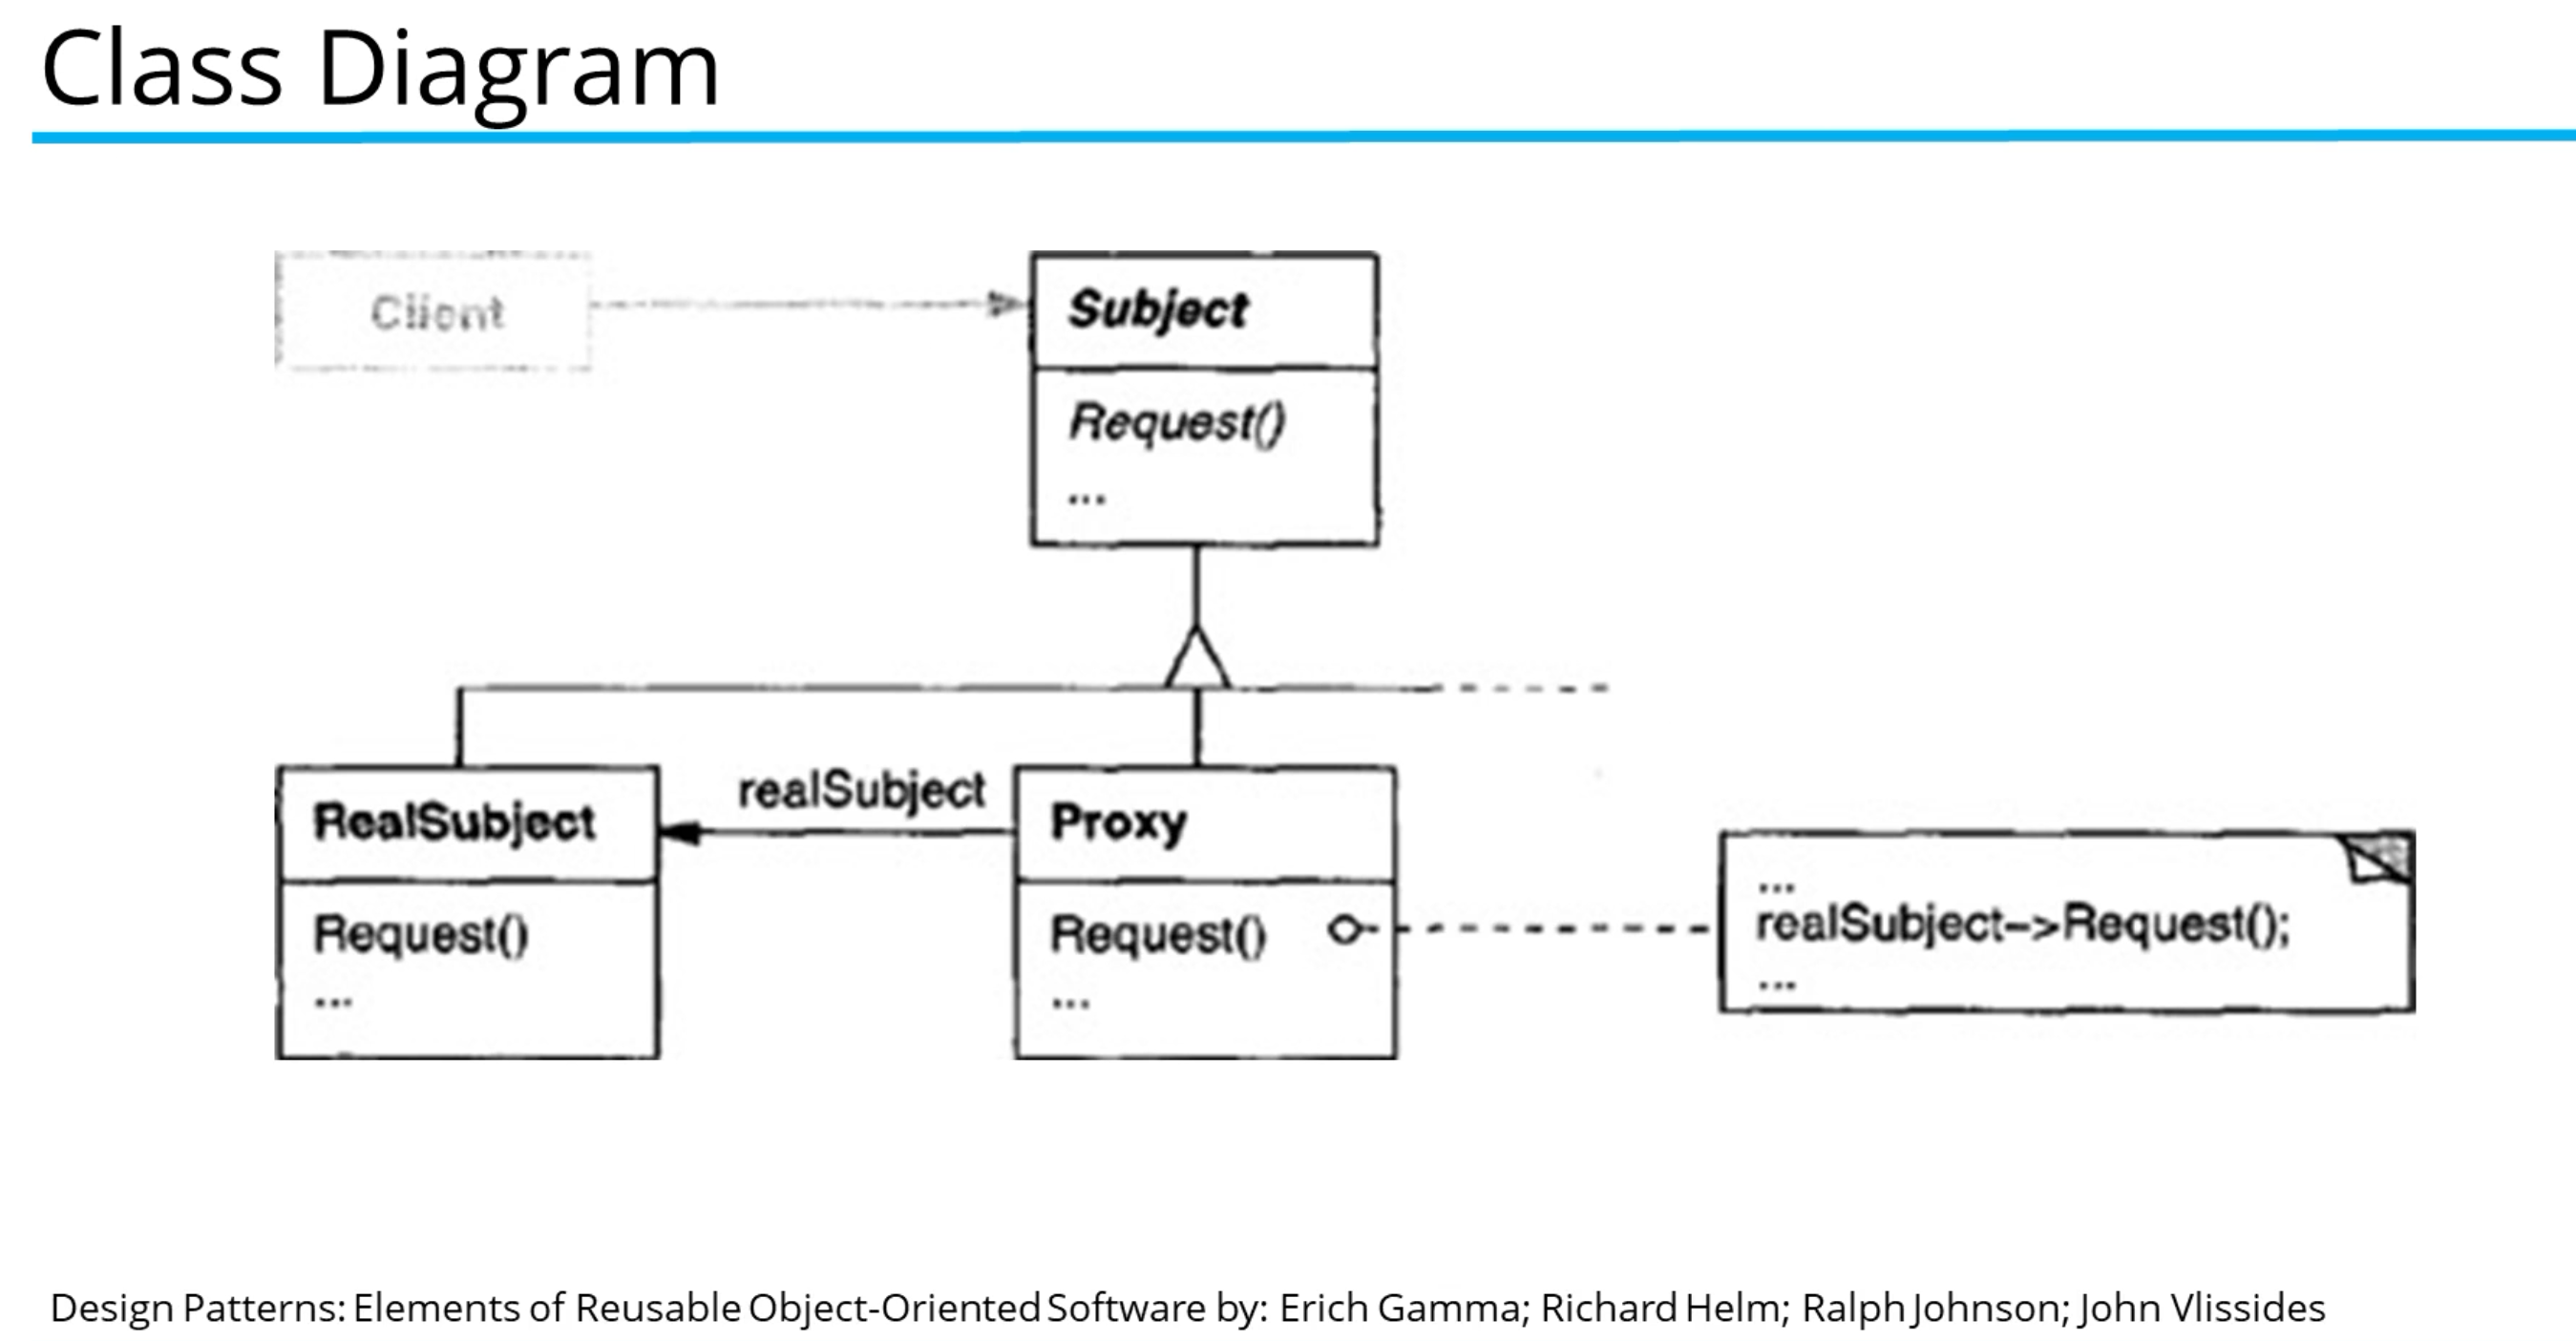 Class Diagram
Client
Subject
Request()
...
realSubject
RealSubject
Request()
...
Proxy
Request()
...
...
realSubject–>Request();
...
Design Patterns: Elements of Reusable Object-Oriented Software by: Erich Gamma; Richard Helm; Ralph Johnson; John Vlissides